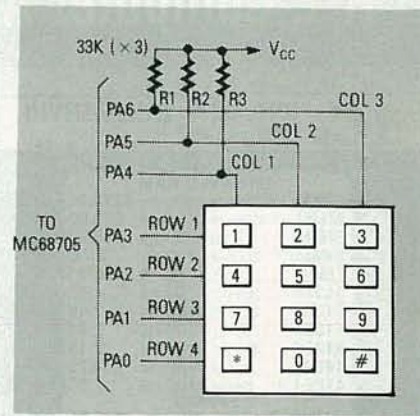 33K (×3)
V_CC
R1 R2 R3
COL 3
PA6
COL 2
PA5
COL 1
PA4
TO
MC68705
PA3 ROW 1
1 2 3
PA2 ROW 2
4 5 6
PA1 ROW 3
7 8 9
PA0 ROW 4
* 0 #